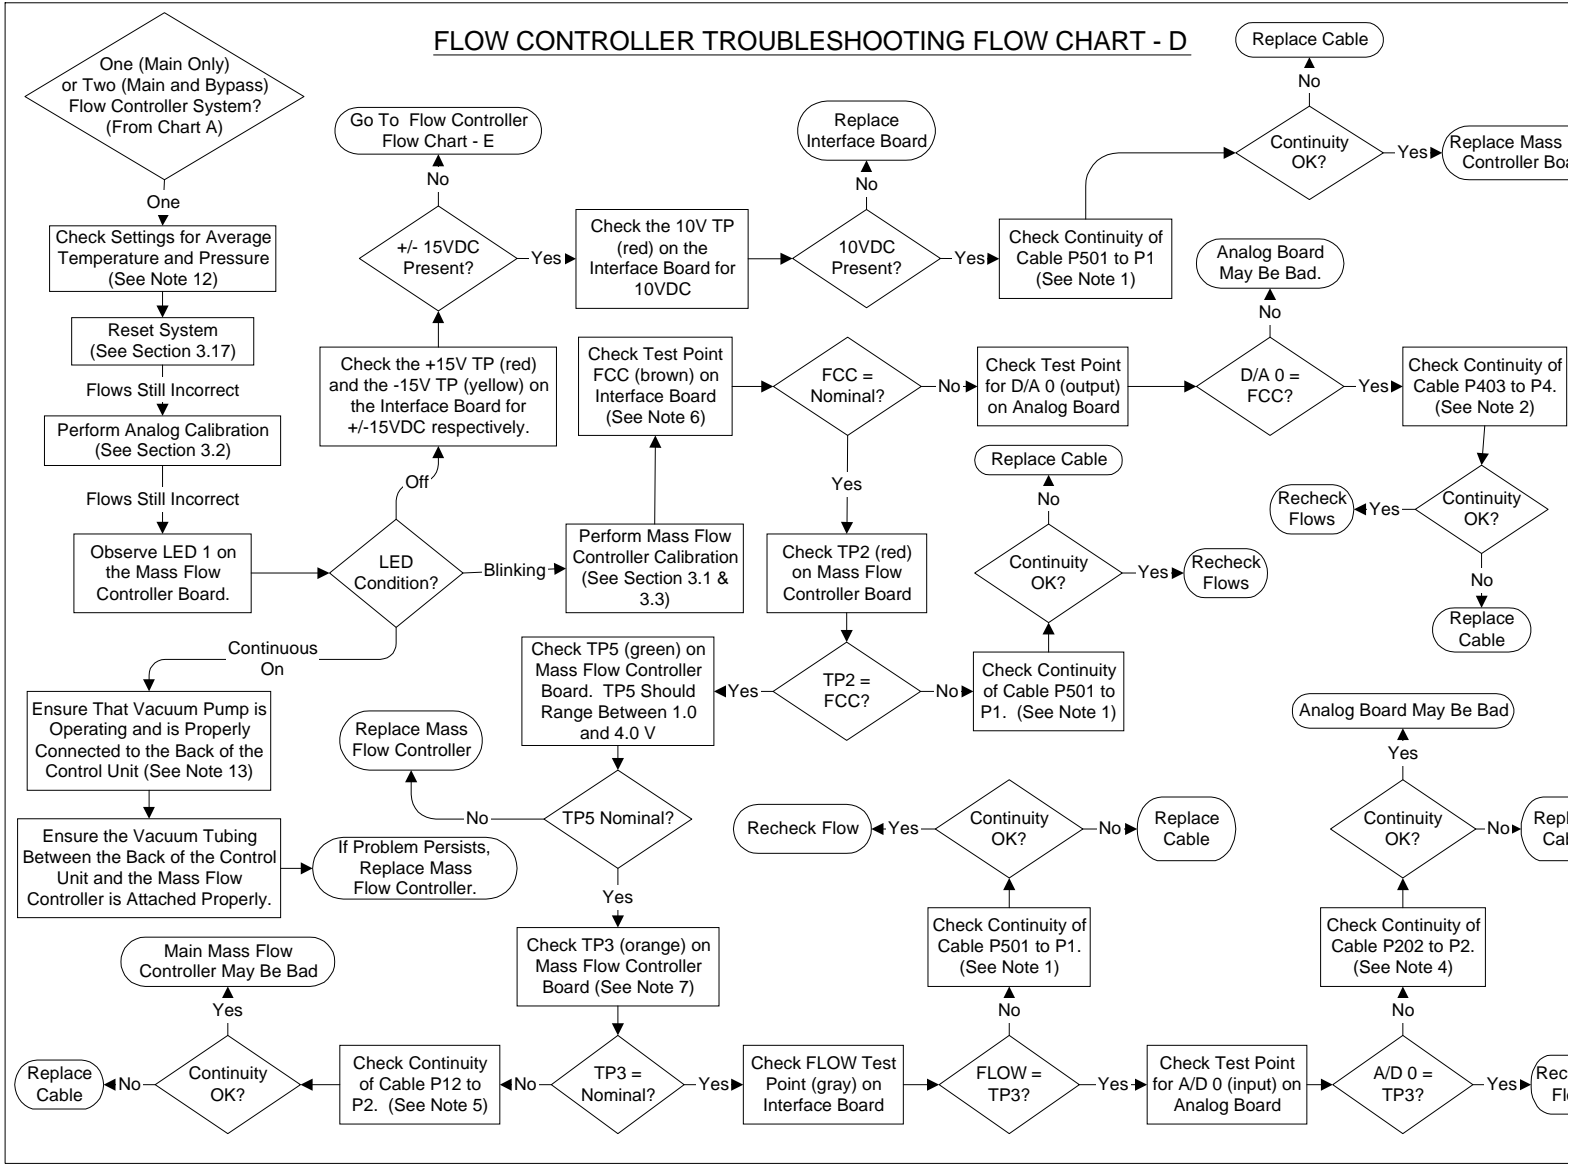 FLOW CONTROLLER TROUBLESHOOTING FLOW CHART - D
One (Main Only)
or Two (Main and Bypass)
Flow Controller System?
(From Chart A)
One
Check Settings for Average
Temperature and Pressure
(See Note 12)
Reset System
(See Section 3.17)
Flows Still Incorrect
Perform Analog Calibration
(See Section 3.2)
Flows Still Incorrect
Observe LED 1 on
the Mass Flow
Controller Board.
LED
Condition?
Off
Blinking
Continuous
On
Check the +15V TP (red)
and the -15V TP (yellow) on
the Interface Board for
+/-15VDC respectively.
+/- 15VDC
Present?
No
Go To Flow Controller
Flow Chart - E
Yes
Check the 10V TP
(red) on the
Interface Board for
10VDC
10VDC
Present?
No
Replace
Interface Board
Yes
Check Continuity of
Cable P501 to P1
(See Note 1)
Continuity
OK?
No
Replace Cable
Yes
Replace Mass
Controller
Perform Mass Flow
Controller Calibration
(See Section 3.1 &
3.3)
Check Test Point
FCC (brown) on
Interface Board
(See Note 6)
FCC =
Nominal?
No
Check Test Point
for D/A 0 (output)
on Analog Board
D/A 0 =
FCC?
No
Analog Board
May Be Bad.
Yes
Check Continuity of
Cable P403 to P4.
(See Note 2)
Continuity
OK?
Yes
Recheck
Flows
No
Replace
Cable
Yes
Check TP2 (red)
on Mass Flow
Controller Board
TP2 =
FCC?
No
Check Continuity
of Cable P501 to
P1. (See Note 1)
Continuity
OK?
No
Replace Cable
Yes
Recheck
Flows
Yes
Check TP5 (green) on
Mass Flow Controller
Board. TP5 Should
Range Between 1.0
and 4.0 V
TP5 Nominal?
No
Replace Mass
Flow Controller
Yes
Check TP3 (orange) on
Mass Flow Controller
Board (See Note 7)
TP3 =
Nominal?
No
Check Continuity
of Cable P12 to
P2. (See Note 5)
Continuity
OK?
Yes
Main Mass Flow
Controller May Be Bad
No
Replace
Cable
Yes
Check FLOW Test
Point (gray) on
Interface Board
FLOW =
TP3?
No
Check Continuity of
Cable P501 to P1.
(See Note 1)
Continuity
OK?
Yes
Recheck Flow
No
Replace
Cable
Yes
Check Test Point
for A/D 0 (input) on
Analog Board
A/D 0 =
TP3?
No
Check Continuity of
Cable P202 to P2.
(See Note 4)
Continuity
OK?
Yes
Analog Board May Be Bad
No
Yes
Ensure That Vacuum Pump is
Operating and is Properly
Connected to the Back of the
Control Unit (See Note 13)
Ensure the Vacuum Tubing
Between the Back of the Control
Unit and the Mass Flow
Controller is Attached Properly.
If Problem Persists,
Replace Mass
Flow Controller.